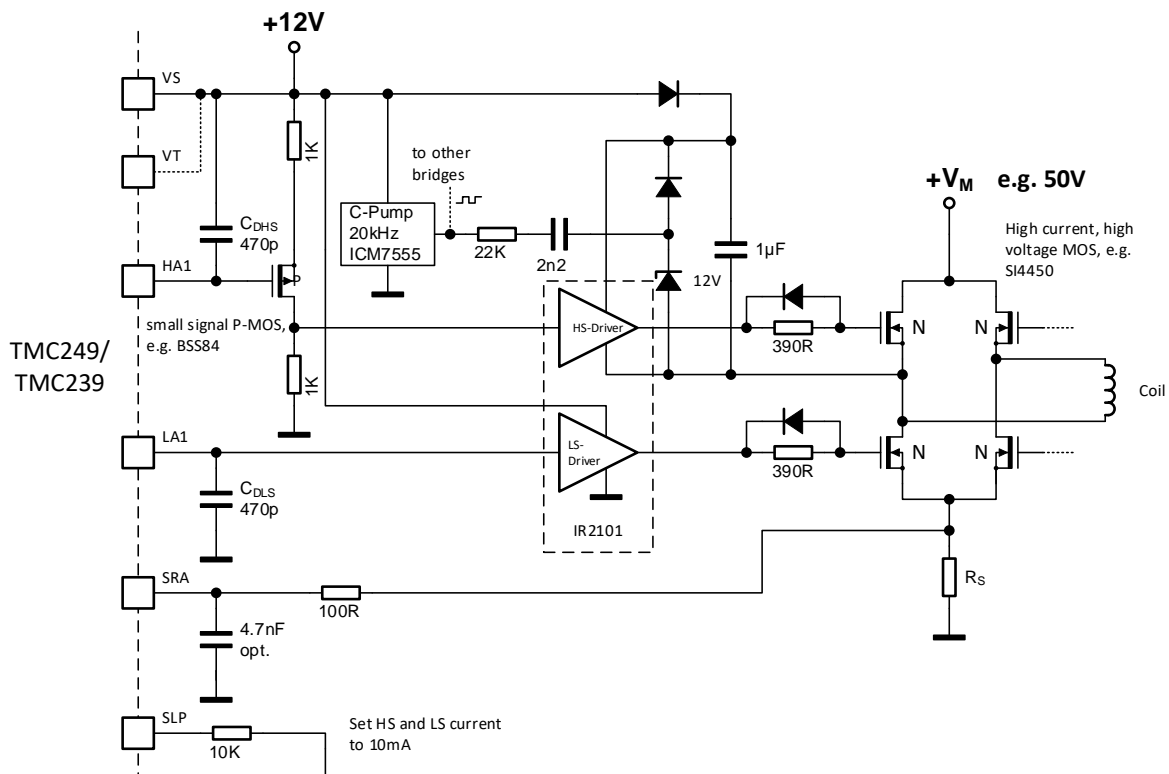 +12V
VS
VT
1K
to other
bridges
+VM e.g. 50V
C-Pump
20kHz
ICM7555
CDHS
470p
22K
2n2
1µF
High current, high
voltage MOS, e.g.
SI4450
HA1
P
12V
small signal P-MOS,
e.g. BSS84
HS-Driver
390R
N
N
TMC249/
TMC239
1K
Coil
LA1
LS-
Driver
390R
N
N
CDLS
470p
IR2101
SRA
100R
RS
4.7nF
opt.
SLP
10K
Set HS and LS current
to 10mA